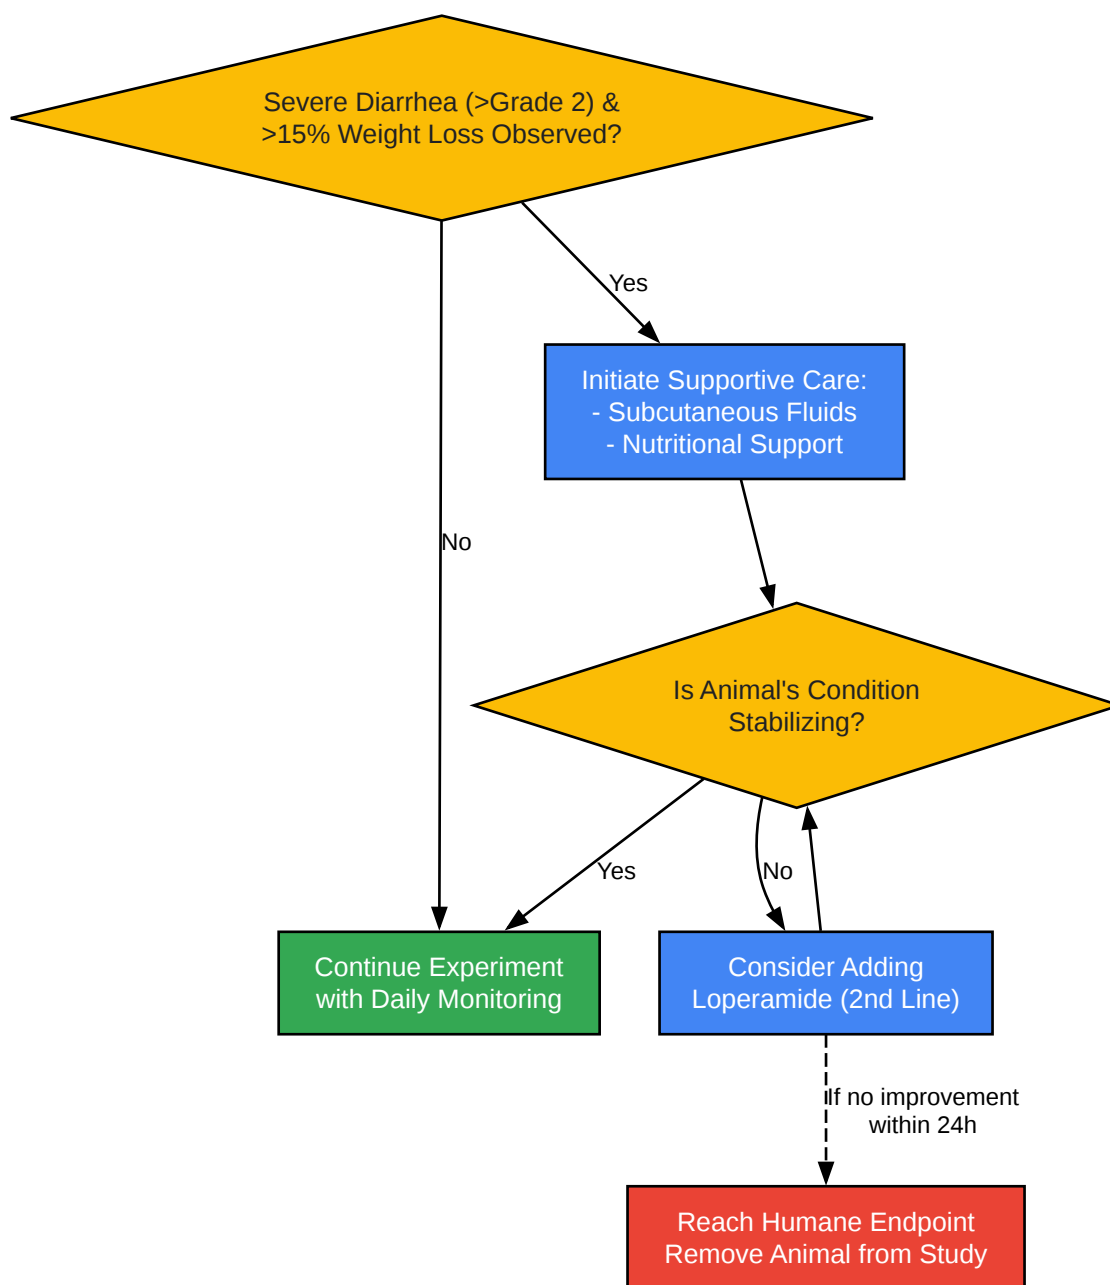 Severe Diarrhea (>Grade 2) &
>15% Weight Loss Observed?
Yes
Initiate Supportive Care:
- Subcutaneous Fluids
- Nutritional Support
No
Is Animal's Condition
Stabilizing?
Yes
No
Continue Experiment
with Daily Monitoring
Consider Adding
Loperamide (2nd Line)
If no improvement
within 24h
Reach Humane Endpoint
Remove Animal from Study